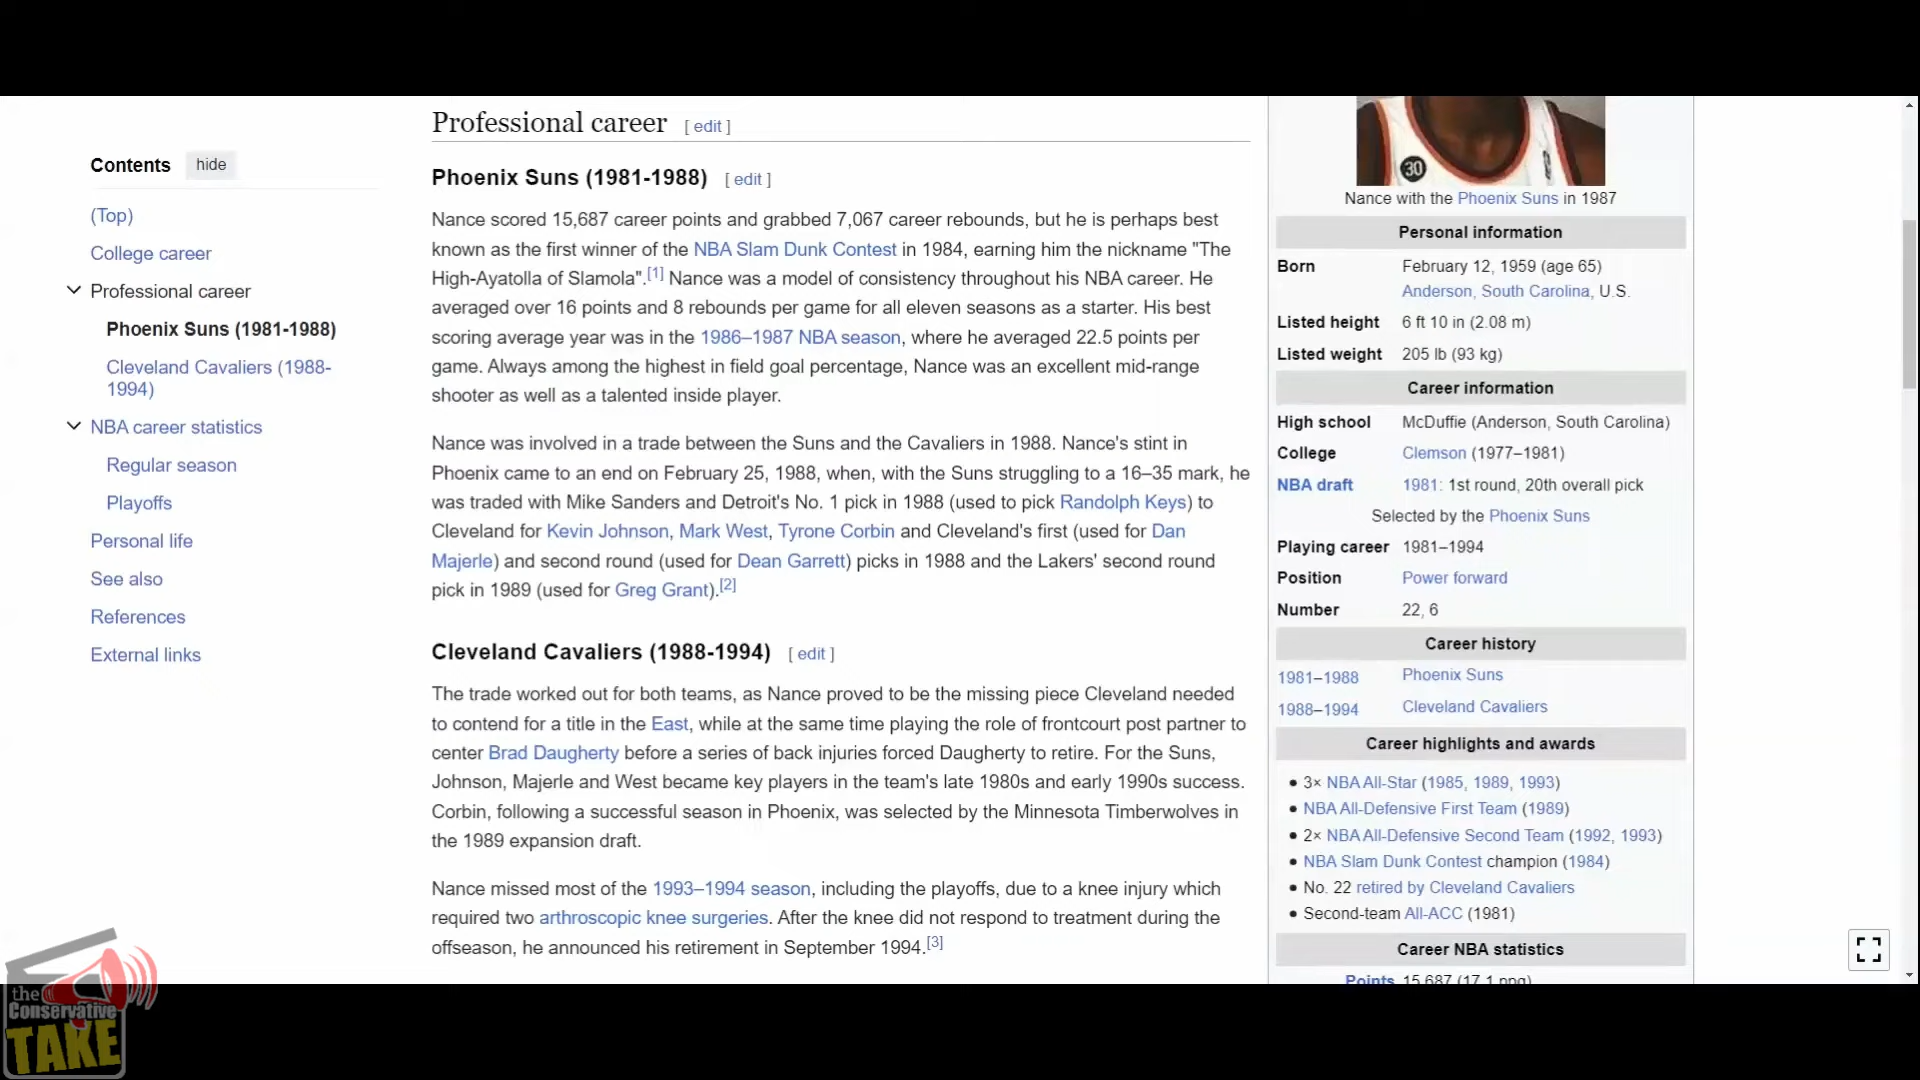 Contents hide
(Top)
College career
Professional career
Phoenix Suns (1981-1988)
Cleveland Cavaliers (1988-
1994)
NBA career statistics
Regular season
Playoffs
Personal life
See also
References
External links
Professional career [ edit ]
Phoenix Suns (1981-1988) [ edit ]
Nance scored 15,687 career points and grabbed 7,067 career rebounds, but he is perhaps best
known as the first winner of the NBA Slam Dunk Contest in 1984, earning him the nickname "The
High-Ayatolla of Slamola".[1] Nance was a model of consistency throughout his NBA career. He
averaged over 16 points and 8 rebounds per game for all eleven seasons as a starter. His best
scoring average year was in the 1986–1987 NBA season, where he averaged 22.5 points per
game. Always among the highest in field goal percentage, Nance was an excellent mid-range
shooter as well as a talented inside player.
Nance was involved in a trade between the Suns and the Cavaliers in 1988. Nance's stint in
Phoenix came to an end on February 25, 1988, when, with the Suns struggling to a 16–35 mark, he
was traded with Mike Sanders and Detroit's No. 1 pick in 1988 (used to pick Randolph Keys) to
Cleveland for Kevin Johnson, Mark West, Tyrone Corbin and Cleveland's first (used for Dan
Majerle) and second round (used for Dean Garrett) picks in 1988 and the Lakers' second round
pick in 1989 (used for Greg Grant).[2]
Cleveland Cavaliers (1988-1994) [ edit ]
The trade worked out for both teams, as Nance proved to be the missing piece Cleveland needed
to contend for a title in the East, while at the same time playing the role of frontcourt post partner to
center Brad Daugherty before a series of back injuries forced Daugherty to retire. For the Suns,
Johnson, Majerle and West became key players in the team's late 1980s and early 1990s success.
Corbin, following a successful season in Phoenix, was selected by the Minnesota Timberwolves in
the 1989 expansion draft.
Nance missed most of the 1993–1994 season, including the playoffs, due to a knee injury which
required two arthroscopic knee surgeries. After the knee did not respond to treatment during the
offseason, he announced his retirement in September 1994.[3]
30
Nance with the Phoenix Suns in 1987
Personal information
Born February 12, 1959 (age 65)
Anderson, South Carolina, U.S.
Listed height 6 ft 10 in (2.08 m)
Listed weight 205 lb (93 kg)
Career information
High school McDuffie (Anderson, South Carolina)
College Clemson (1977–1981)
NBA draft 1981: 1st round, 20th overall pick
Selected by the Phoenix Suns
Playing career 1981–1994
Position Power forward
Number 22, 6
Career history
1981–1988 Phoenix Suns
1988–1994 Cleveland Cavaliers
Career highlights and awards
• 3× NBA All-Star (1985, 1989, 1993)
• NBA All-Defensive First Team (1989)
• 2× NBA All-Defensive Second Team (1992, 1993)
• NBA Slam Dunk Contest champion (1984)
• No. 22 retired by Cleveland Cavaliers
• Second-team All-ACC (1981)
Career NBA statistics
Points 15,687 (17.1 ppg)
the
Conservative
TAKE